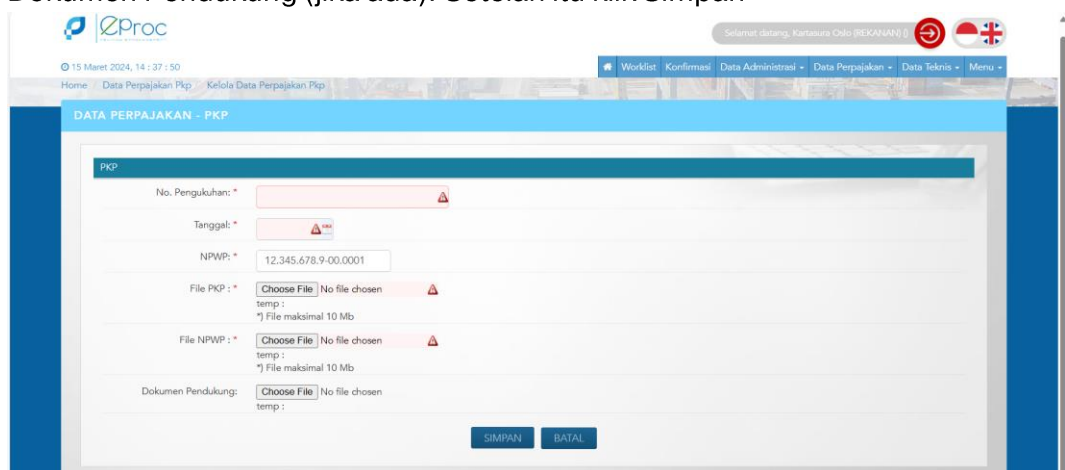 Dokumen Pendukung (jika ada). Setelah itu klik Simpan
eProc
Selamat datang, Kartasura Oslo (REKANAN) ()
15 Maret 2024, 14 : 37 : 50
Worklist Konfirmasi Data Administrasi Data Perpajakan Data Teknis Menu
Home / Data Perpajakan Pkp / Kelola Data Perpajakan Pkp
DATA PERPAJAKAN - PKP
PKP
No. Pengukuhan: *
Tanggal: *
NPWP: * 12.345.678.9-00.0001
File PKP : * Choose File No file chosen
temp :
*) File maksimal 10 Mb
File NPWP : * Choose File No file chosen
temp :
*) File maksimal 10 Mb
Dokumen Pendukung: Choose File No file chosen
temp :
SIMPAN BATAL